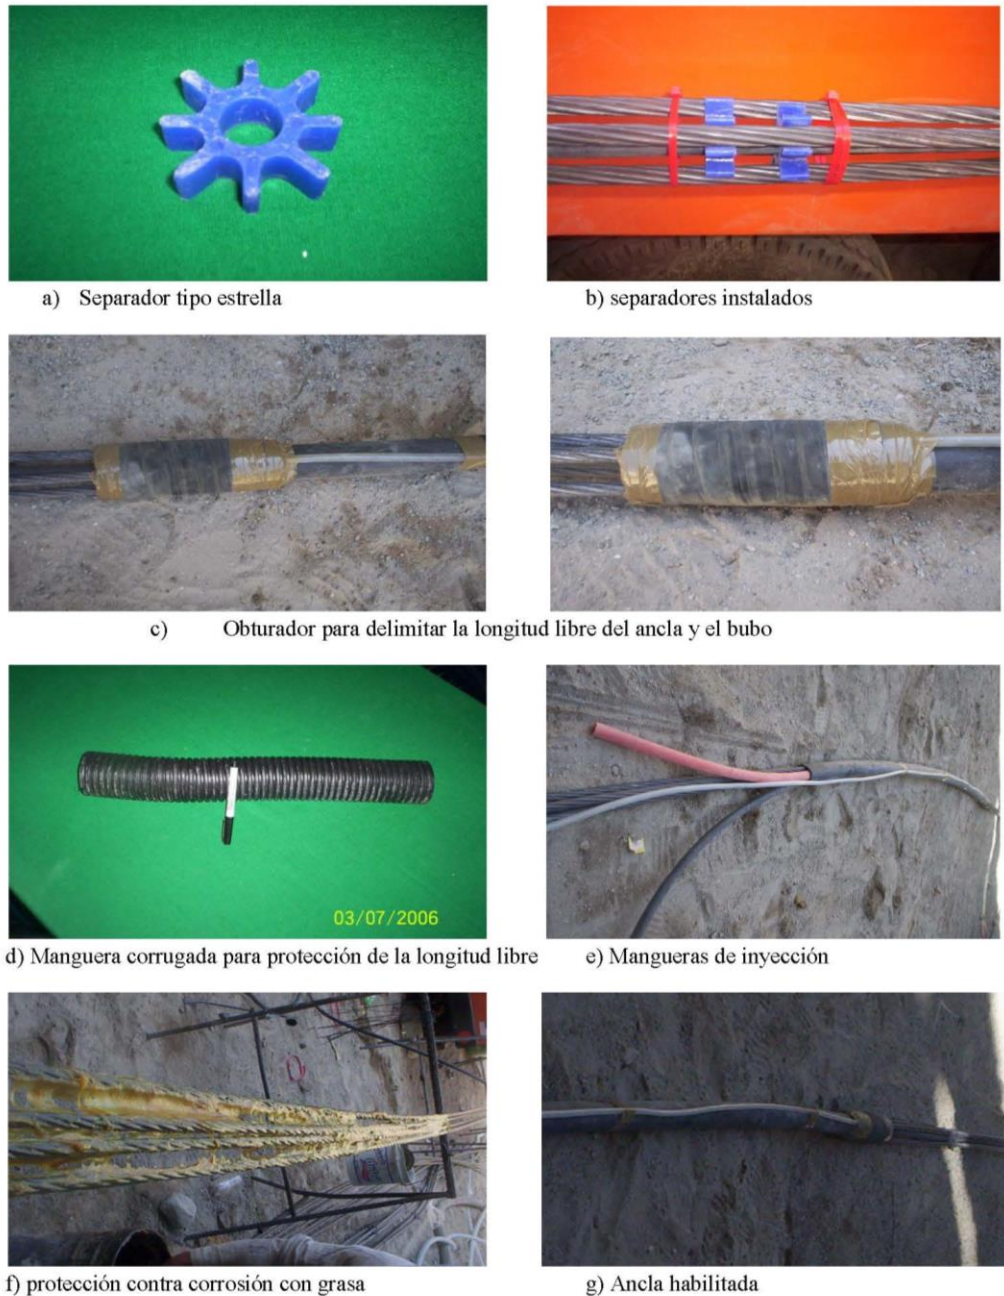 a) Separador tipo estrella
b) separadores instalados
c) Obturador para delimitar la longitud libre del ancla y el bubo
03/07/2006
d) Manguera corrugada para protección de la longitud libre
e) Mangueras de inyección
f) protección contra corrosión con grasa
g) Ancla habilitada